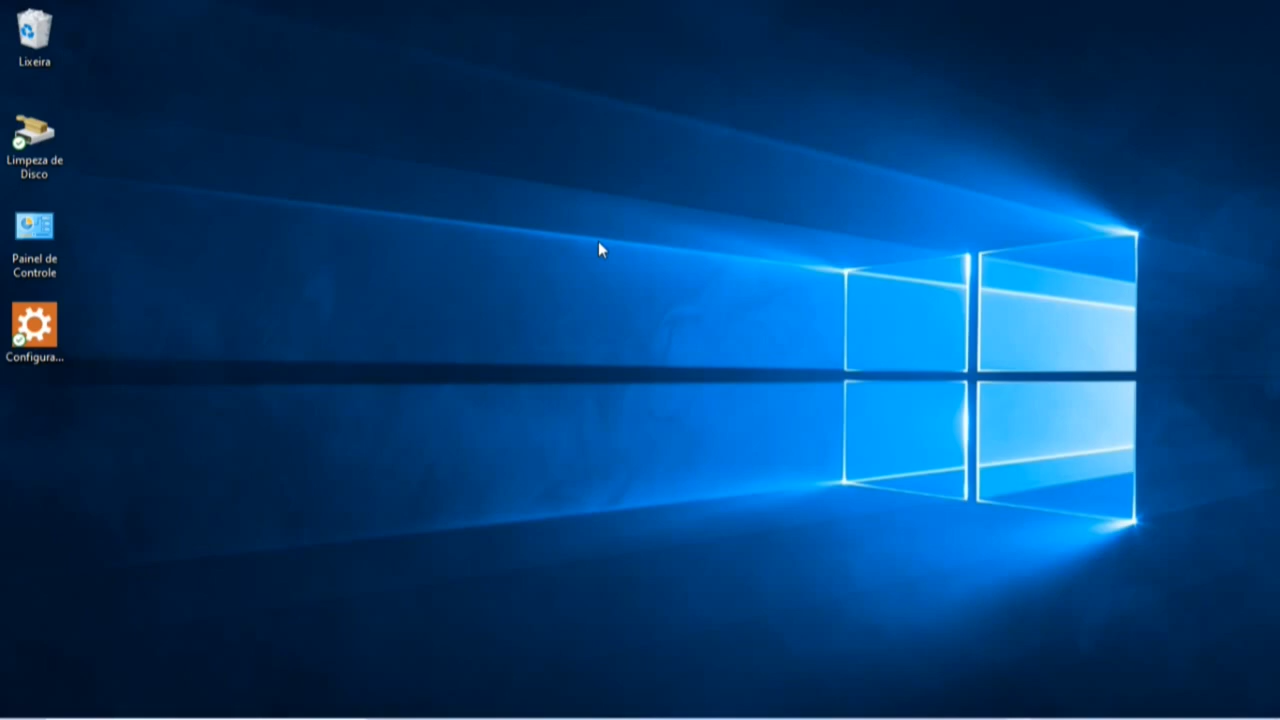 Lixeira
Limpeza de
Disco
Painel de
Controle
Configura...